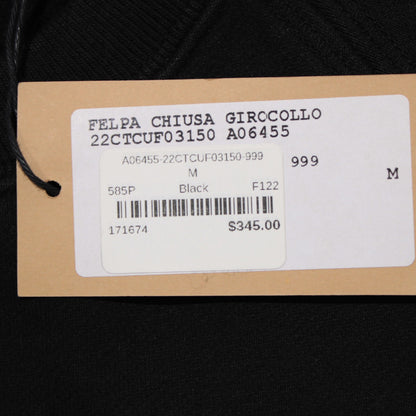 FELPA CHIUSA GIROCOLLO
22CTCUF03150 A06455
999
M
A06455-22CTCUF03150-999
M
585P Black F122
171674 $345.00